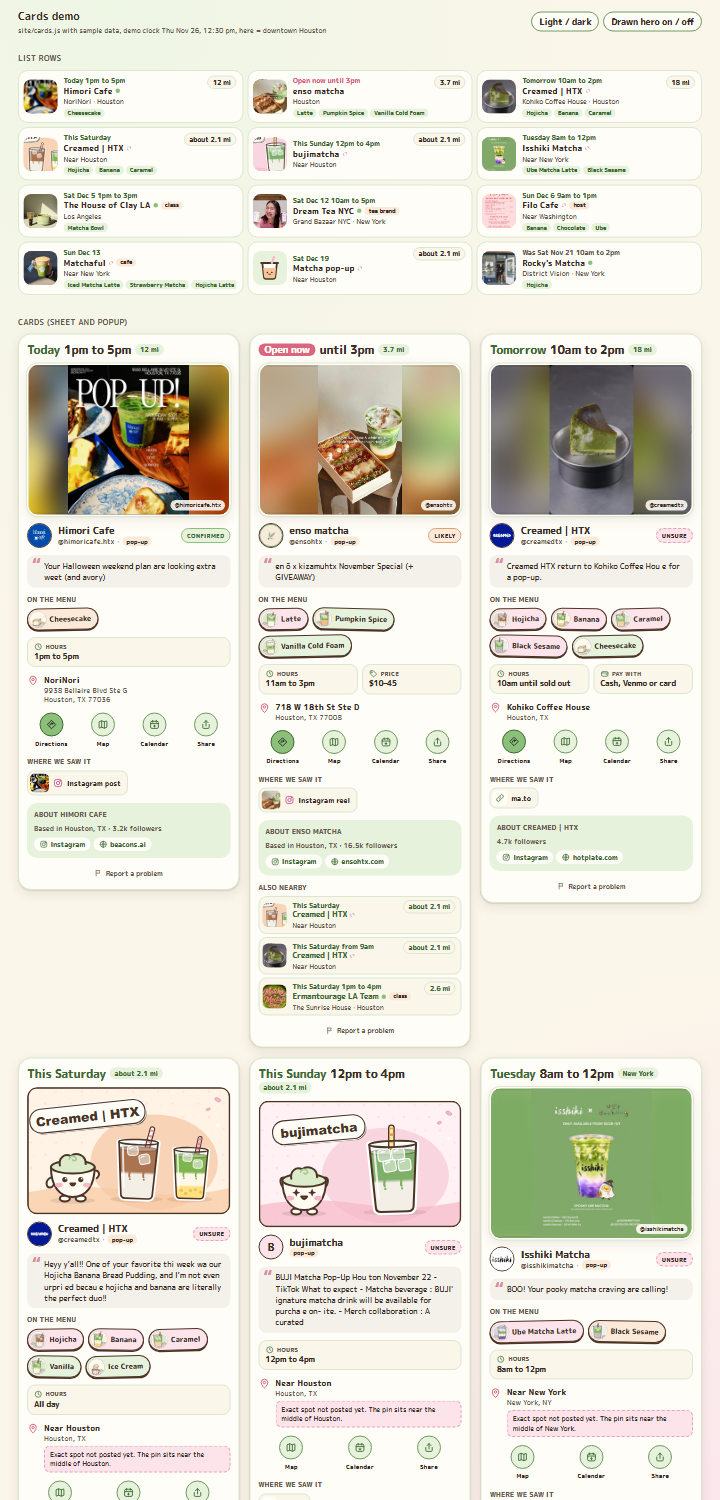 Cards demo
site/cards.js with sample data, demo clock Thu Nov 26, 12:30 pm, here = downtown Houston
Light / dark
Drawn hero on / off
LIST ROWS
Today 1pm to 5pm
12 mi
Himori Cafe
NoriNori · Houston
Cheesecake
Open now until 3pm
3.7 mi
enso matcha
Houston
Latte
Pumpkin Spice
Vanilla Cold Foam
Tomorrow 10am to 2pm
18 mi
Creamed | HTX
Kohiko Coffee House · Houston
Hojicha
Banana
Caramel
This Saturday
about 2.1 mi
Creamed | HTX
Near Houston
Hojicha
Banana
Caramel
This Sunday 12pm to 4pm
about 2.1 mi
bujimatcha
Near Houston
Tuesday 8am to 12pm
Isshiki Matcha
Near New York
Ube Matcha Latte
Black Sesame
Sat Dec 5 1pm to 3pm
The House of Clay LA
class
Los Angeles
Matcha Bowl
Sat Dec 12 10am to 5pm
Dream Tea NYC
tea brand
Grand Bazaar NYC · New York
Sun Dec 6 9am to 1pm
Filo Cafe
host
Near Washington
Banana
Chocolate
Ube
Sun Dec 13
Matchaful
cafe
Near New York
Iced Matcha Latte
Strawberry Matcha
Hojicha Latte
Sat Dec 19
about 2.1 mi
Matcha pop-up
Near Houston
Was Sat Nov 21 10am to 2pm
Rocky's Matcha
District Vision · New York
Hojicha
CARDS (SHEET AND POPUP)
Today 1pm to 5pm
12 mi
POP-UP!
@himoricafe.htx
Himori Cafe
@himoricafe.htx · pop-up
CONFIRMED
Your Halloween weekend plan are looking extra
weet (and avory)
ON THE MENU
Cheesecake
HOURS
1pm to 5pm
NoriNori
9938 Bellaire Blvd Ste G
Houston, TX 77036
Directions
Map
Calendar
Share
WHERE WE SAW IT
Instagram post
ABOUT HIMORI CAFE
Based in Houston, TX · 3.2k followers
Instagram
beacons.ai
Report a problem
Open now until 3pm
3.7 mi
@ensohtx
enso matcha
@ensohtx · pop-up
LIKELY
en ō x kizamuhtx November Special (+
GIVEAWAY)
ON THE MENU
Latte
Pumpkin Spice
Vanilla Cold Foam
HOURS
11am to 3pm
PRICE
$10-45
718 W 18th St Ste D
Houston, TX 77008
Directions
Map
Calendar
Share
WHERE WE SAW IT
Instagram reel
ABOUT ENSO MATCHA
Based in Houston, TX · 16.5k followers
Instagram
ensohtx.com
ALSO NEARBY
This Saturday
about 2.1 mi
Creamed | HTX
Near Houston
This Saturday from 9am
about 2.1 mi
Creamed | HTX
Near Houston
This Saturday 1pm to 4pm
2.6 mi
Ermantourage LA Team
class
The Sunrise House · Houston
Report a problem
Tomorrow 10am to 2pm
18 mi
@creamedtx
Creamed | HTX
@creamedtx · pop-up
UNSURE
Creamed HTX return to Kohiko Coffee Hou e for
a pop-up.
ON THE MENU
Hojicha
Banana
Caramel
Black Sesame
Cheesecake
HOURS
10am until sold out
PAY WITH
Cash, Venmo or card
Kohiko Coffee House
Houston, TX
Directions
Map
Calendar
Share
WHERE WE SAW IT
ma.to
ABOUT CREAMED | HTX
4.7k followers
Instagram
hotplate.com
Report a problem
This Saturday
about 2.1 mi
Creamed | HTX
Creamed | HTX
@creamedtx · pop-up
UNSURE
Heyy y'all!! One of your favorite thi week wa our
Hojicha Banana Bread Pudding, and I'm not even
urpri ed becau e hojicha and banana are literally
the perfect duo!!
ON THE MENU
Hojicha
Banana
Caramel
Vanilla
Ice Cream
HOURS
All day
Near Houston
Houston, TX
Exact spot not posted yet. The pin sits near the
middle of Houston.
This Sunday 12pm to 4pm
about 2.1 mi
bujimatcha
B
bujimatcha
pop-up
UNSURE
BUJI Matcha Pop-Up Hou ton November 22 -
TikTok What to expect - Matcha beverage : BUJI'
ignature matcha drink will be available for
purcha e on- ite. - Merch collaboration : A
curated
HOURS
12pm to 4pm
Near Houston
Houston, TX
Exact spot not posted yet. The pin sits near the
middle of Houston.
Map
Calendar
Share
WHERE WE SAW IT
Tuesday 8am to 12pm
New York
isshiki ×
isshiki
@isshikimatcha
Isshiki Matcha
@isshikimatcha · pop-up
UNSURE
BOO! Your pooky matcha craving are calling!
ON THE MENU
Ube Matcha Latte
Black Sesame
HOURS
8am to 12pm
Near New York
New York, NY
Exact spot not posted yet. The pin sits near the
middle of New York.
Map
Calendar
Share
WHERE WE SAW IT